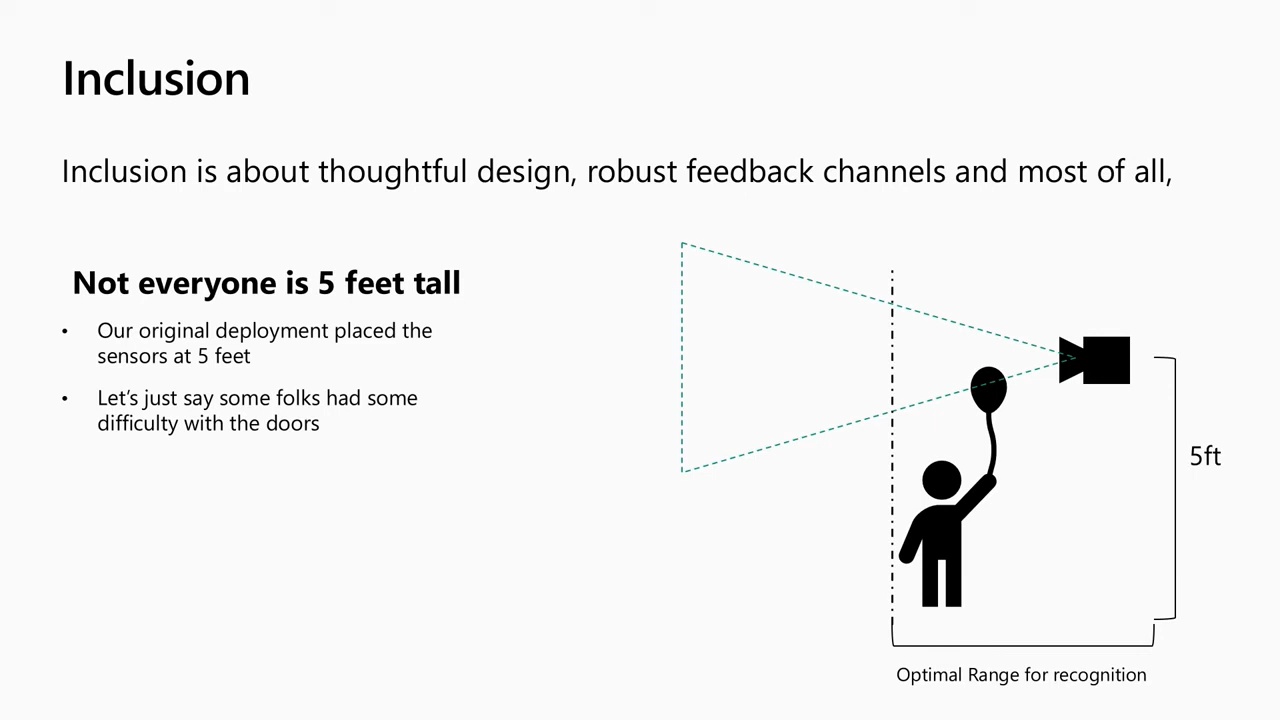 Inclusion
Inclusion is about thoughtful design, robust feedback channels and most of all,
Not everyone is 5 feet tall
• Our original deployment placed the
sensors at 5 feet
• Let’s just say some folks had some
difficulty with the doors
5ft
Optimal Range for recognition